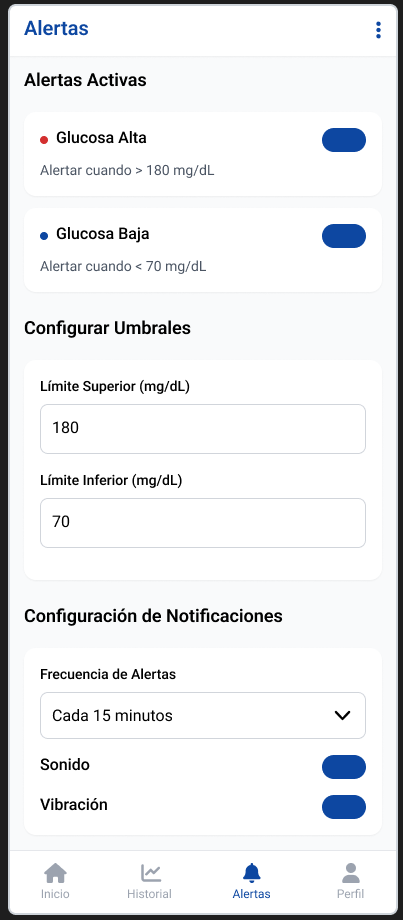 Alertas
Alertas Activas
Glucosa Alta
Alertar cuando > 180 mg/dL
Glucosa Baja
Alertar cuando < 70 mg/dL
Configurar Umbrales
Límite Superior (mg/dL)
180
Límite Inferior (mg/dL)
70
Configuración de Notificaciones
Frecuencia de Alertas
Cada 15 minutos
Sonido
Vibración
Inicio
Historial
Alertas
Perfil